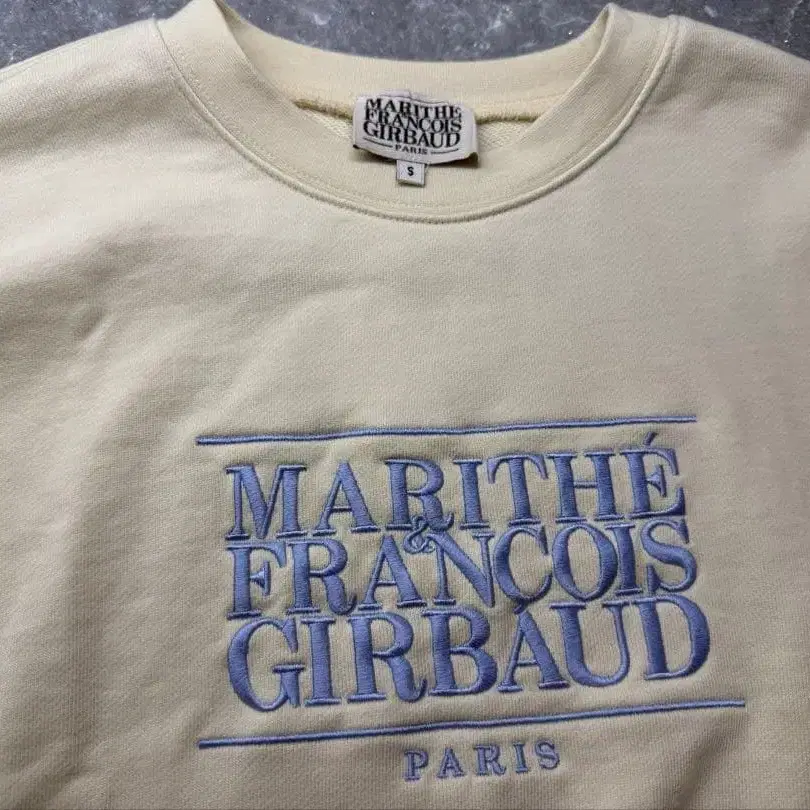 MARITHE
FRANCOIS
GIRBAUD
PARIS
S
MARITHÉ
&
FRANÇOIS
GIRBAUD
PARIS